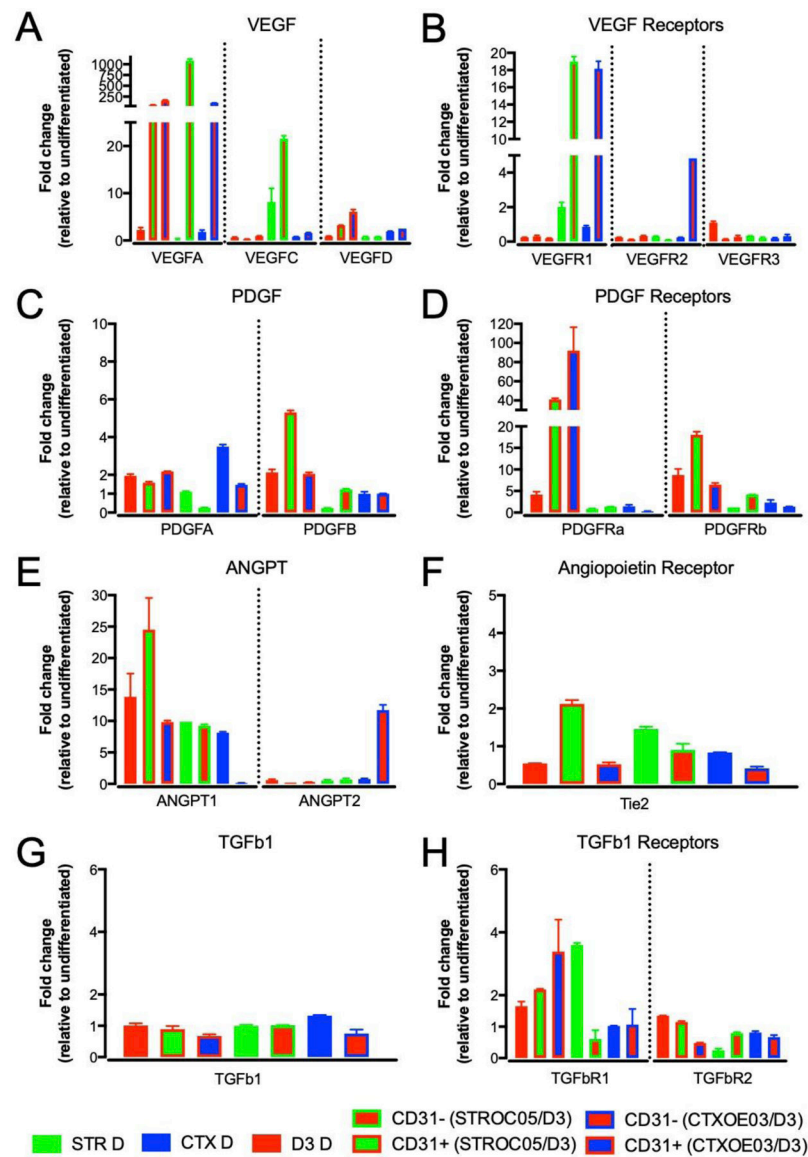 A
VEGF
Fold change
(relative to undifferentiated)
1000
750
500
250
20
10
0
VEGFA
VEGFC
VEGFD
B
VEGF Receptors
Fold change
(relative to undifferentiated)
20
18
16
14
12
10
4
2
0
VEGFR1
VEGFR2
VEGFR3
C
PDGF
Fold change
(relative to undifferentiated)
10
8
6
4
2
1
0
PDGFA
PDGFB
D
PDGF Receptors
Fold change
(relative to undifferentiated)
120
100
80
60
40
20
15
10
5
0
PDGFRa
PDGFRb
E
ANGPT
Fold change
(relative to undifferentiated)
30
25
20
15
10
5
0
ANGPT1
ANGPT2
F
Angiopoietin Receptor
Fold change
(relative to undifferentiated)
5
4
3
2
1
0
Tie2
G
TGFb1
Fold change
(relative to undifferentiated)
6
4
2
1
0
TGFb1
H
TGFb1 Receptors
Fold change
(relative to undifferentiated)
6
4
2
1
0
TGFbR1
TGFbR2
STR D
CTX D
D3 D
CD31- (STROC05/D3)
CD31- (CTXOE03/D3)
CD31+ (STROC05/D3)
CD31+ (CTXOE03/D3)